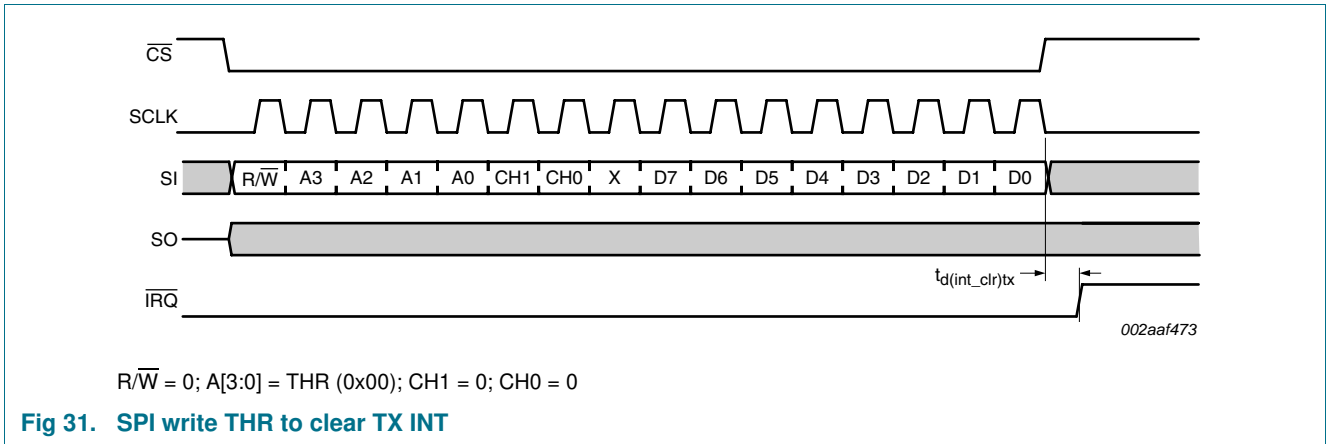 CS
SCLK
SI R/W A3 A2 A1 A0 CH1 CH0 X D7 D6 D5 D4 D3 D2 D1 D0
SO
td(int_clr)tx
IRQ
002aaf473
R/W = 0; A[3:0] = THR (0x00); CH1 = 0; CH0 = 0
Fig 31. SPI write THR to clear TX INT